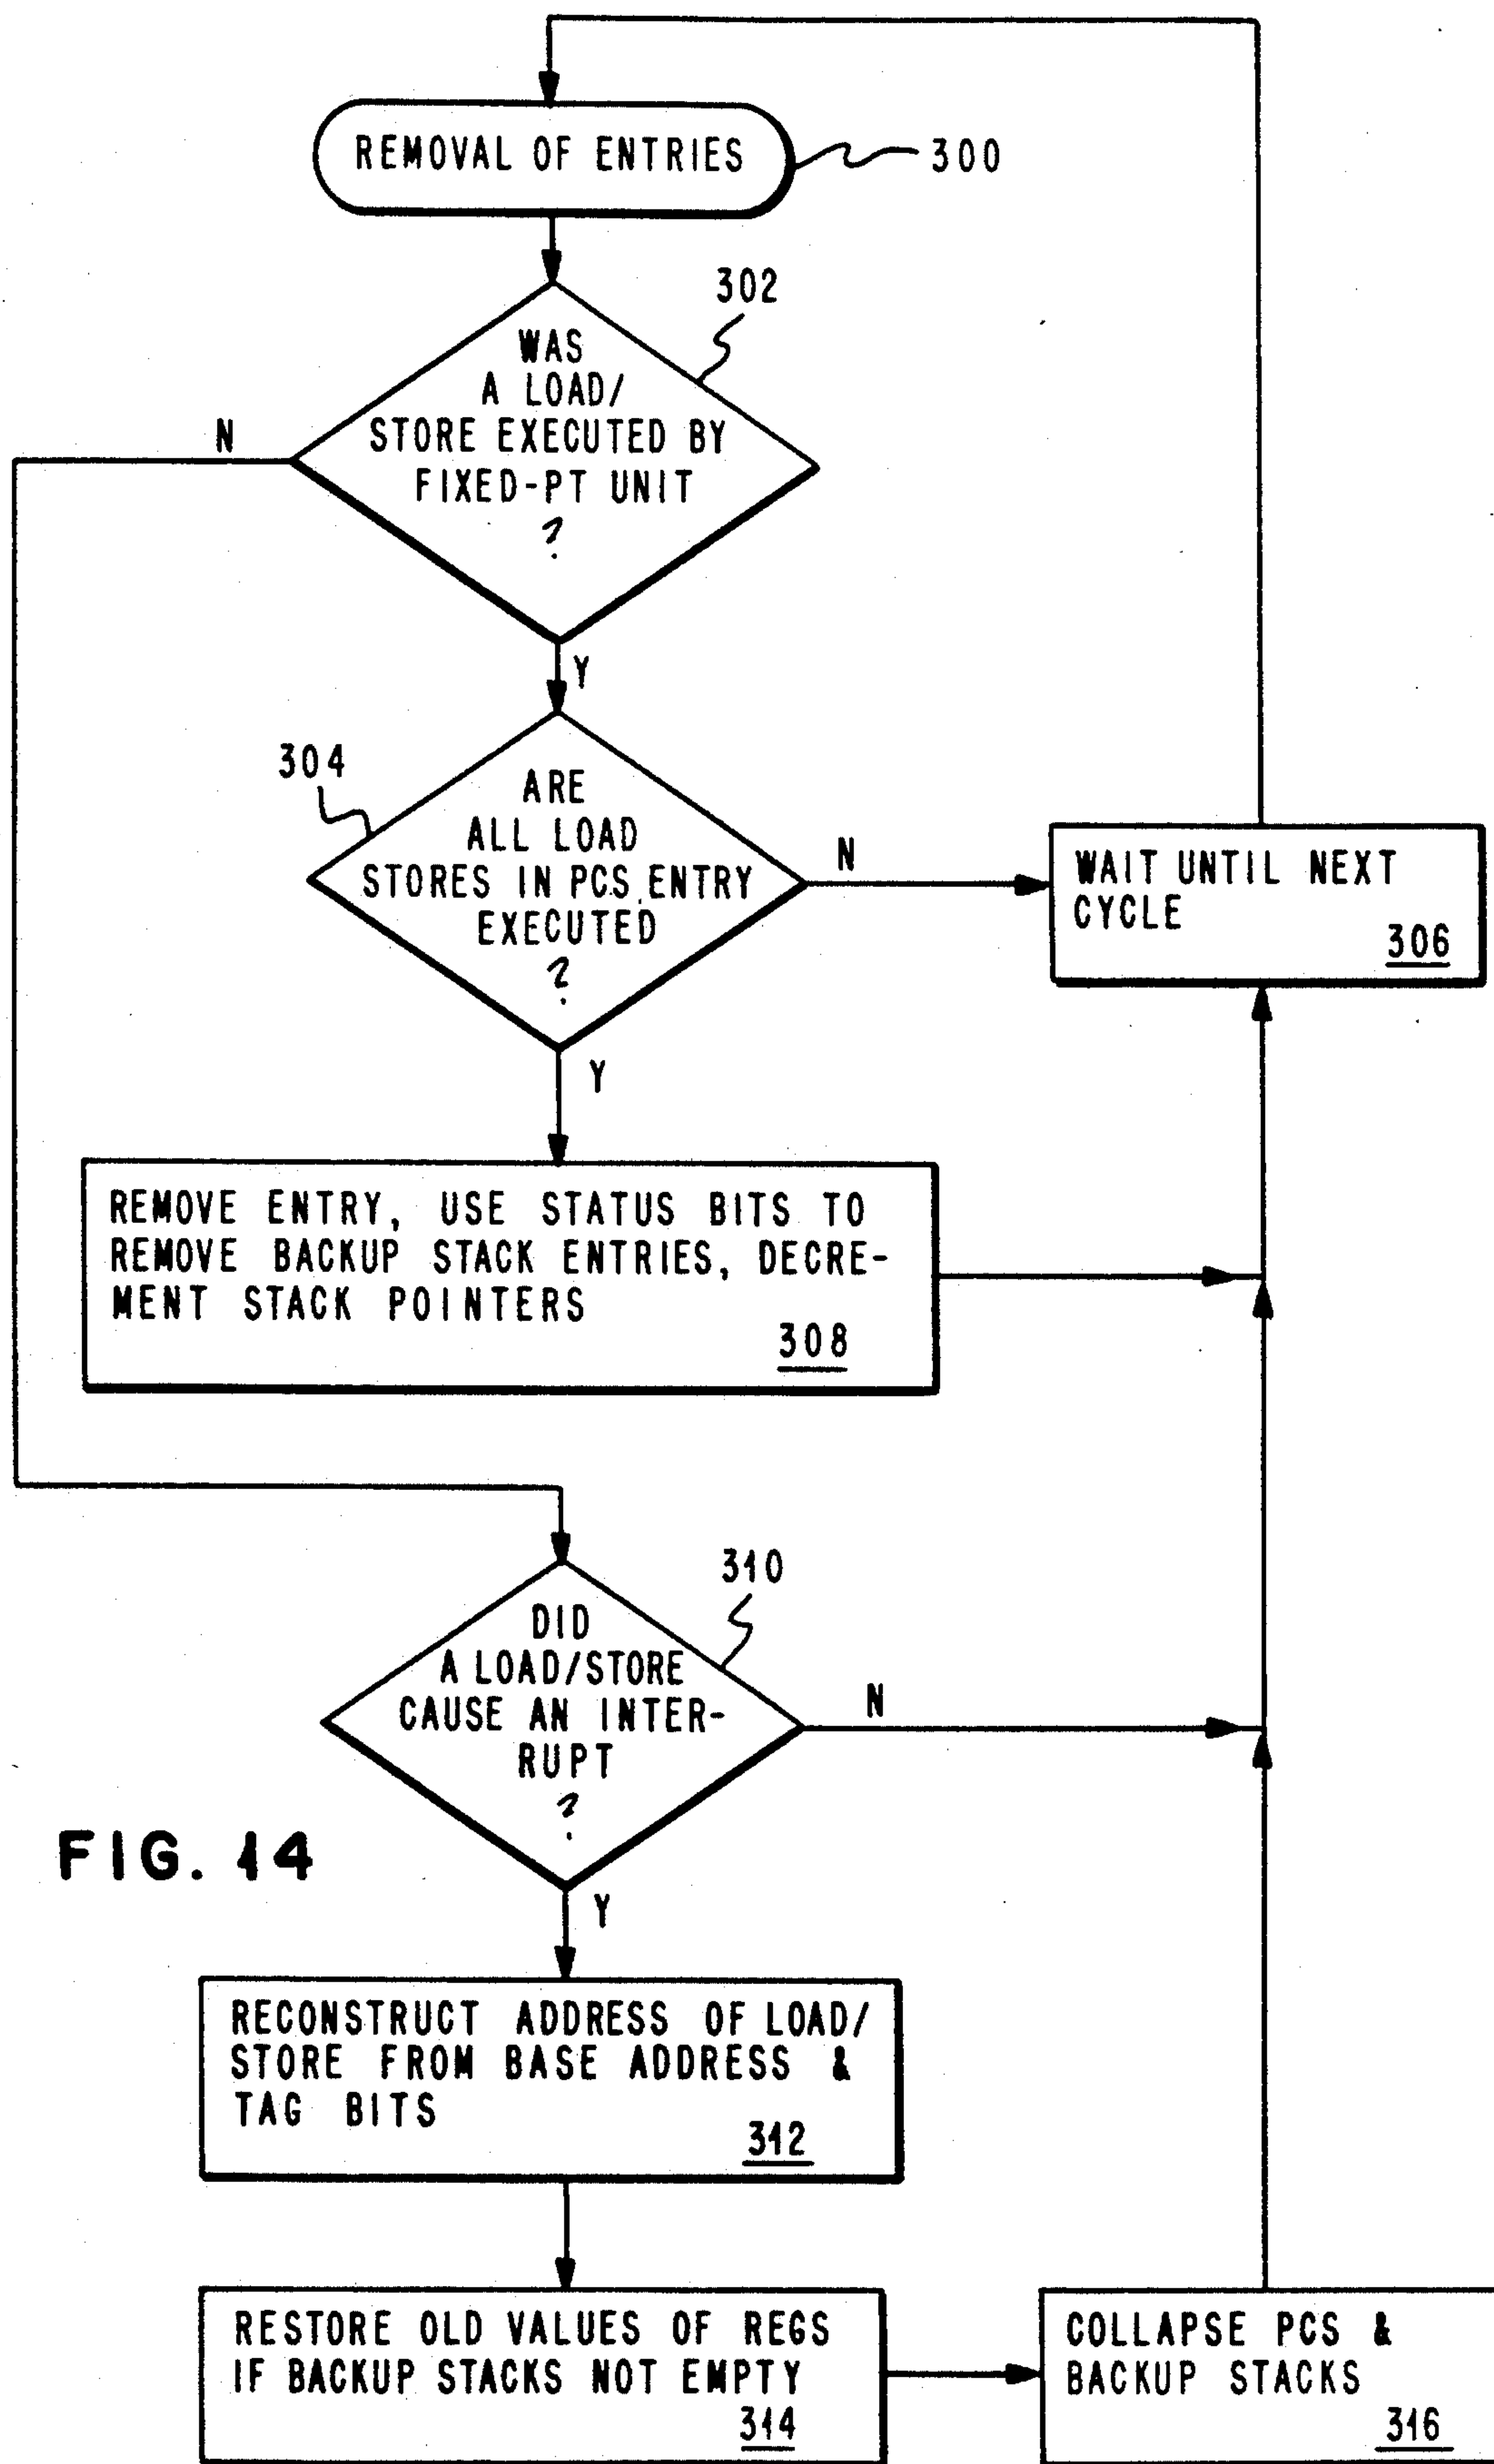 REMOVAL OF ENTRIES
300
302
WAS
A LOAD/
STORE EXECUTED BY
FIXED-PT UNIT
?
N
Y
304
ARE
ALL LOAD
STORES IN PCS ENTRY
EXECUTED
?
N
WAIT UNTIL NEXT
CYCLE
306
Y
REMOVE ENTRY, USE STATUS BITS TO
REMOVE BACKUP STACK ENTRIES, DECRE-
MENT STACK POINTERS
308
310
DID
A LOAD/STORE
CAUSE AN INTER-
RUPT
?
N
FIG. 14
Y
RECONSTRUCT ADDRESS OF LOAD/
STORE FROM BASE ADDRESS &
TAG BITS
312
RESTORE OLD VALUES OF REGS
IF BACKUP STACKS NOT EMPTY
314
COLLAPSE PCS &
BACKUP STACKS
316